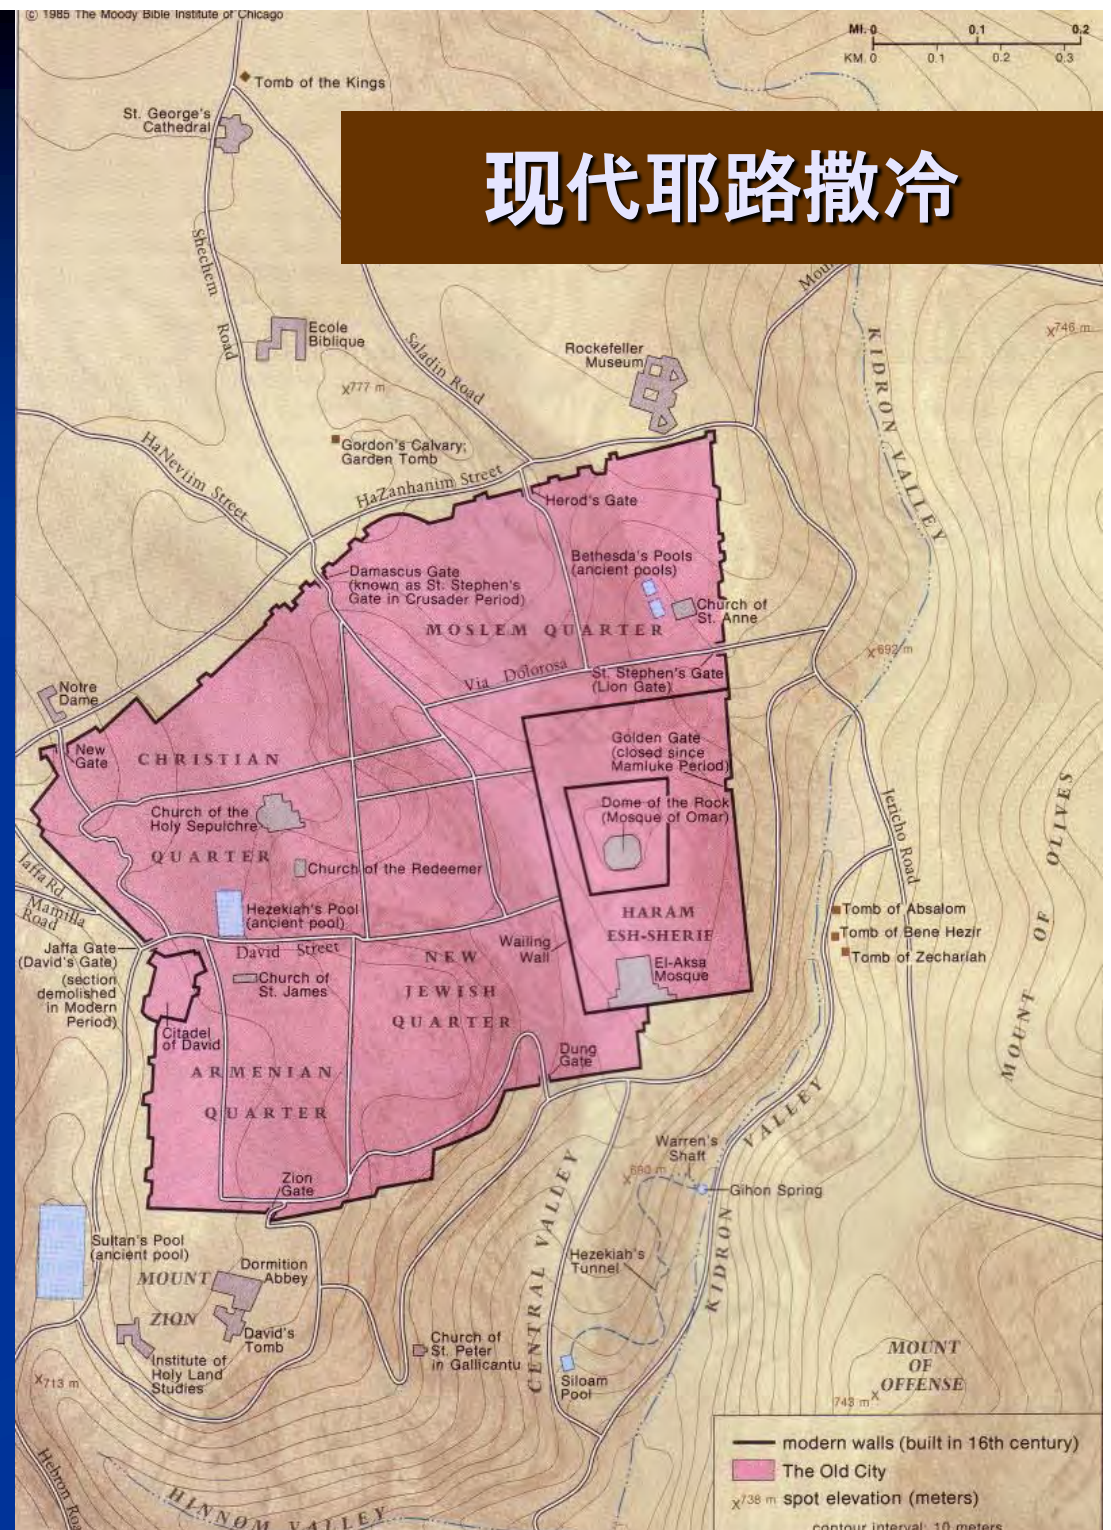 © 1985 The Moody Bible Institute of Chicago
MI. 0 0.1 0.2
KM. 0 0.1 0.2 0.3
Tomb of the Kings
St. George's
Cathedral
现代耶路撒冷
Shechem Road
Ecole
Biblique
Saladin Road
Rockefeller
Museum
KIDRON VALLEY
x746 m
x777 m
Gordon's Calvary;
Garden Tomb
HaNeviim Street
HaZanhanim Street
Herod's Gate
Damascus Gate
(known as St. Stephen's
Gate in Crusader Period)
Bethesda's Pools
(ancient pools)
Church of
St. Anne
MOSLEM QUARTER
x692 m
Via Dolorosa
St. Stephen's Gate
(Lion Gate)
Notre
Dame
New
Gate
CHRISTIAN
QUARTER
Golden Gate
(closed since
Mamluke Period)
Church of the
Holy Sepulchre
Dome of the Rock
(Mosque of Omar)
Church of the Redeemer
Jericho Road
MOUNT OF OLIVES
Jaffa Rd.
Mamilla
Road
Hezekiah's Pool
(ancient pool)
HARAM
ESH-SHERIF
Tomb of Absalom
Tomb of Bene Hezir
Tomb of Zechariah
Jaffa Gate
(David's Gate)
(section
demolished
in Modern
Period)
David Street
Wailing
Wall
El-Aksa
Mosque
NEW
JEWISH
QUARTER
Church of
St. James
Citadel
of David
ARMENIAN
QUARTER
Dung
Gate
Zion
Gate
KIDRON VALLEY
Warren's
Shaft
x690 m
Gihon Spring
CENTRAL VALLEY
Hezekiah's
Tunnel
Sultan's Pool
(ancient pool)
MOUNT
ZION
Dormition
Abbey
David's
Tomb
Institute of
Holy Land
Studies
Church of
St. Peter
in Gallicantu
Siloam
Pool
MOUNT
OF
OFFENSE
743 m x
x713 m
HINNOM VALLEY
modern walls (built in 16th century)
The Old City
x738 m spot elevation (meters)
contour interval: 10 meters